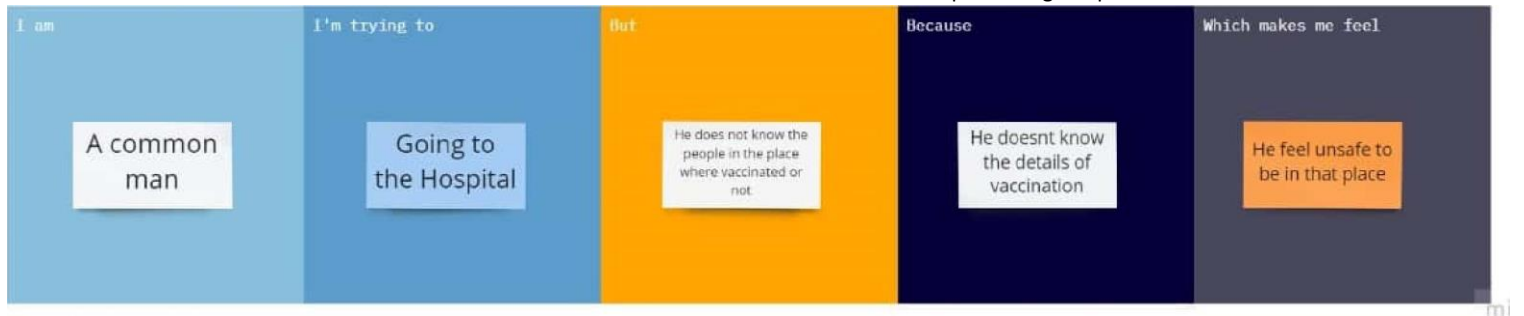 I am
A common
man
I'm trying to
Going to
the Hospital
But
He does not know the
people in the place
where vaccinated or
not
Because
He doesnt know
the details of
vaccination
Which makes me feel
He feel unsafe to
be in that place
mi